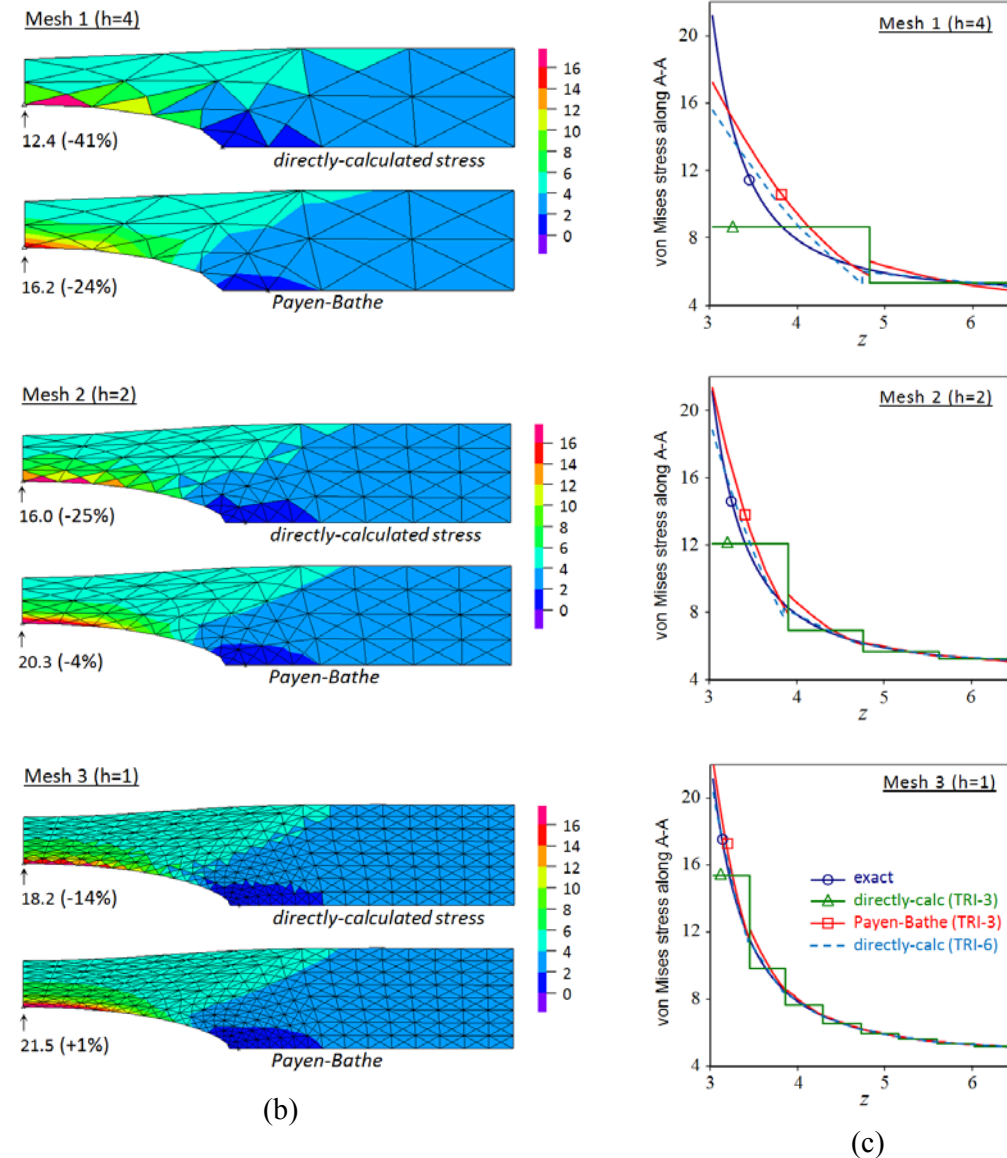 Mesh 1 (h=4)
16
14
12
10
8
6
4
2
0
12.4 (-41%)
directly-calculated stress
16.2 (-24%)
Payen-Bathe
Mesh 1 (h=4)
von Mises stress along A-A
20
16
12
8
4
3
4
5
6
z
Mesh 2 (h=2)
16
14
12
10
8
6
4
2
0
16.0 (-25%)
directly-calculated stress
20.3 (-4%)
Payen-Bathe
Mesh 2 (h=2)
von Mises stress along A-A
20
16
12
8
4
3
4
5
6
z
Mesh 3 (h=1)
16
14
12
10
8
6
4
2
0
18.2 (-14%)
directly-calculated stress
21.5 (+1%)
Payen-Bathe
Mesh 3 (h=1)
von Mises stress along A-A
20
16
12
8
4
exact
directly-calc (TRI-3)
Payen-Bathe (TRI-3)
directly-calc (TRI-6)
3
4
5
6
z
(b)
(c)